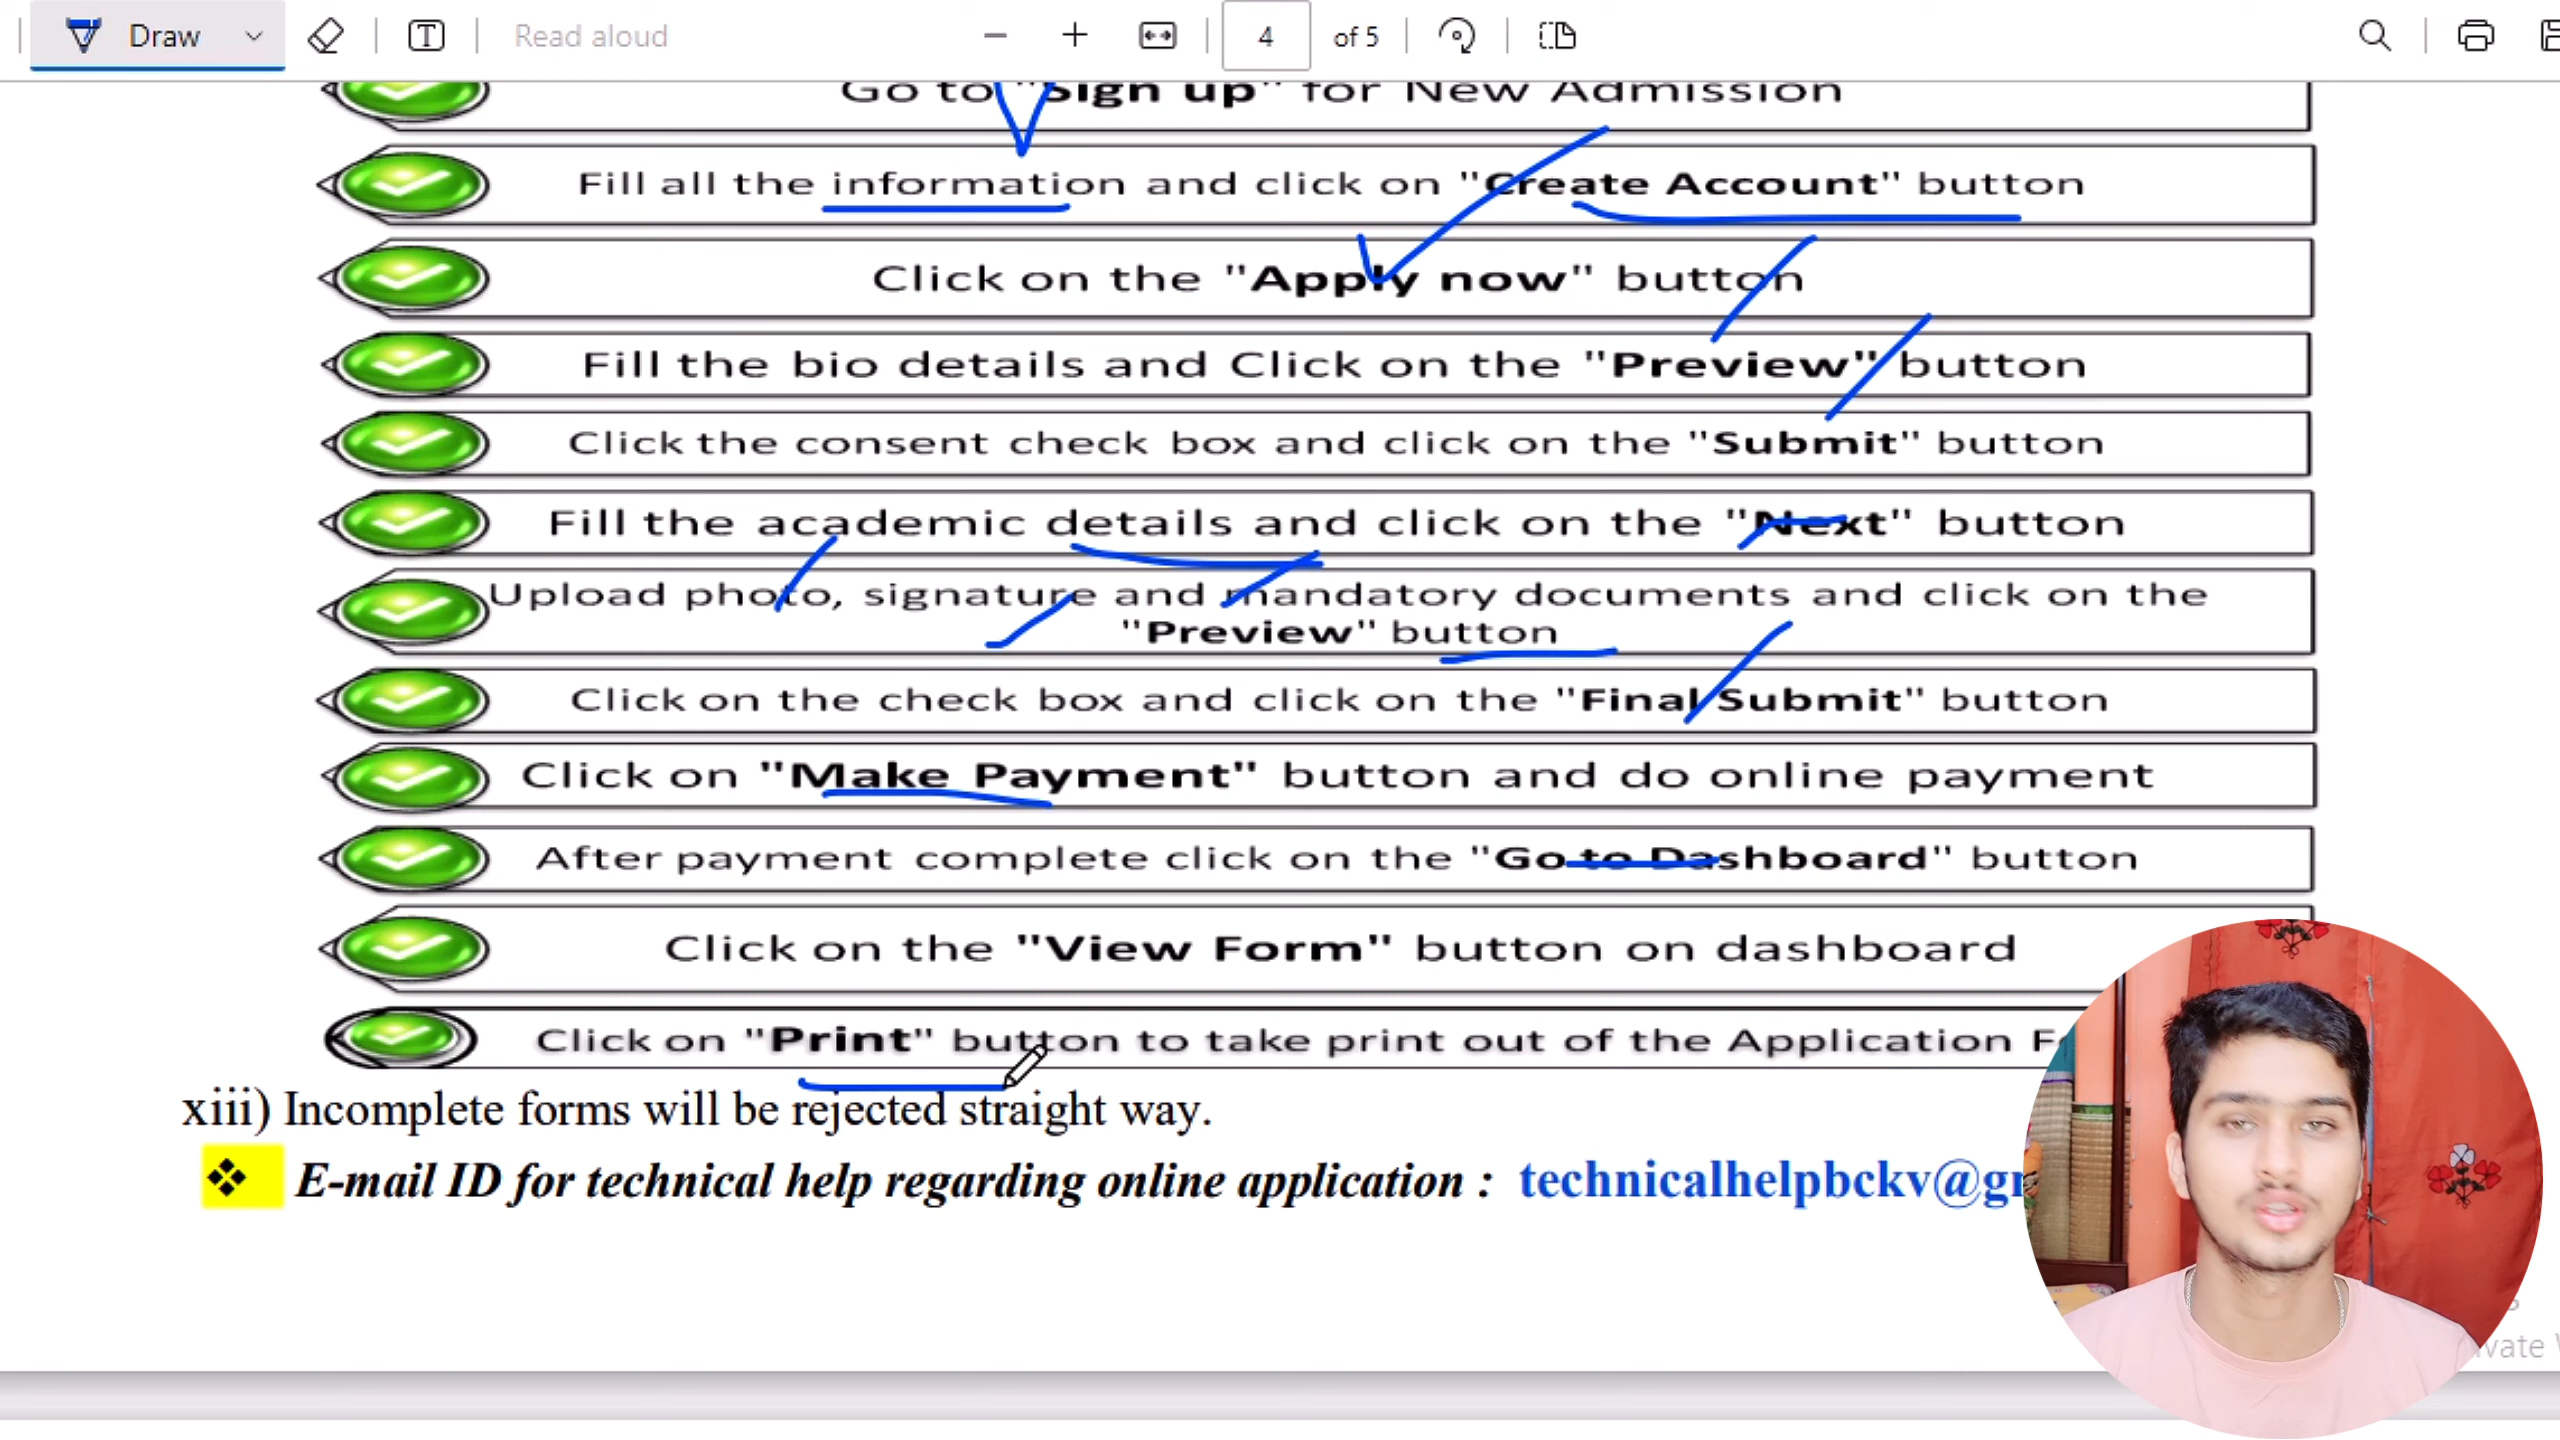 Draw
Read aloud
4
of 5
Go to "Sign up" for New Admission
Fill all the information and click on "Create Account" button
Click on the "Apply now" button
Fill the bio details and Click on the "Preview" button
Click the consent check box and click on the "Submit" button
Fill the academic details and click on the "Next" button
Upload photo, signature and mandatory documents and click on the
"Preview" button
Click on the check box and click on the "Final Submit" button
Click on "Make Payment" button and do online payment
After payment complete click on the "Go to Dashboard" button
Click on the "View Form" button on dashboard
Click on "Print" button to take print out of the Application
xiii) Incomplete forms will be rejected straight way.
❖ E-mail ID for technical help regarding online application : technicalhelpbckv@g